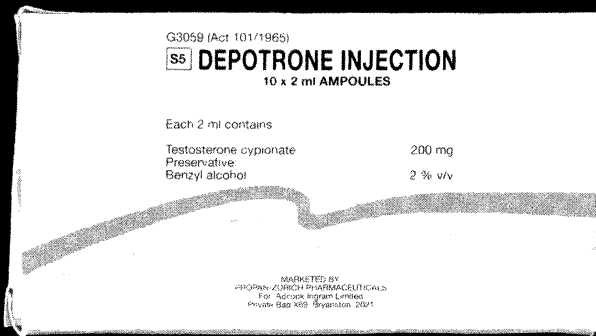 G3059 (Act 101/1965)
S5 DEPOTRONE INJECTION
10 x 2 ml AMPOULES
Each 2 ml contains
Testosterone cypionate 200 mg
Preservative:
Benzyl alcohol 2 % v/v
MARKETED BY
PROPAN-ZURICH PHARMACEUTICALS
For Adcock Ingram Limited
Private Bag X69 Bryanston 2021